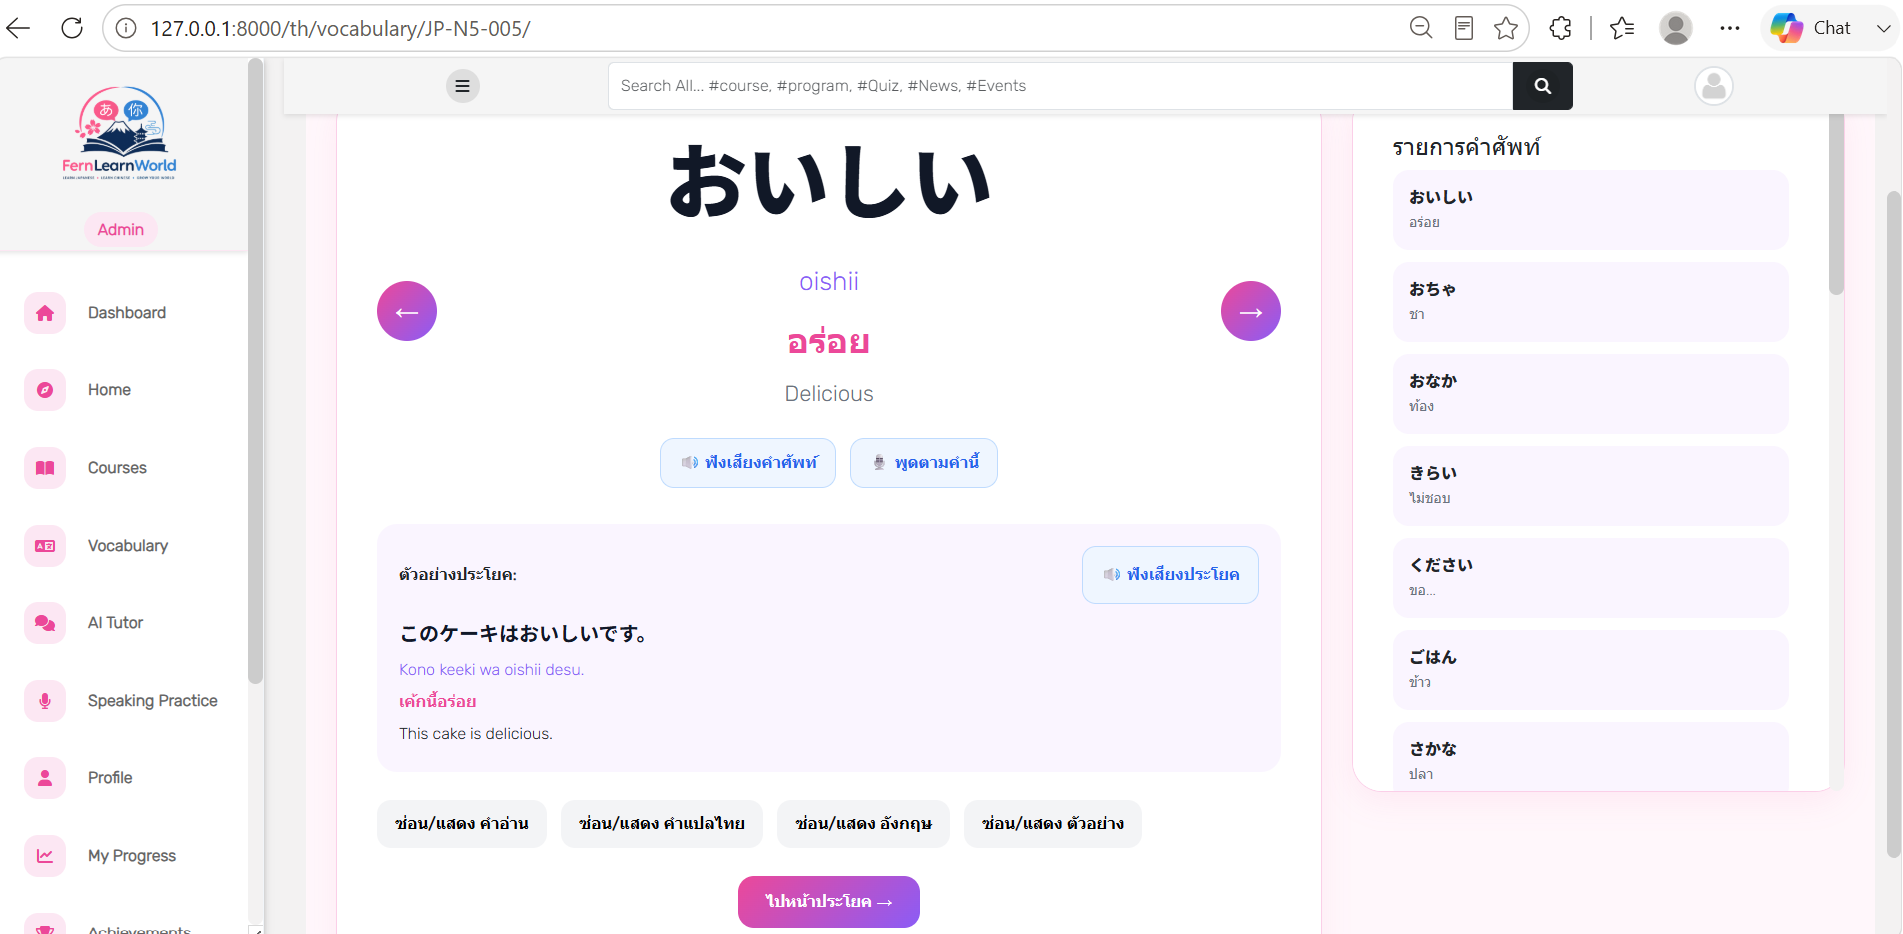 127.0.0.1:8000/th/vocabulary/JP-N5-005/
Chat
あ 你
FernLearnWorld
LEARN JAPANESE • LEARN CHINESE • GROW YOUR WORLD
Admin
Dashboard
Home
Courses
Vocabulary
AI Tutor
Speaking Practice
Profile
My Progress
Achievements
Search All... #course, #program, #Quiz, #News, #Events
おいしい
oishii
←
→
อร่อย
Delicious
ฟังเสียงคำศัพท์
พูดตามคำนี้
ตัวอย่างประโยค:
ฟังเสียงประโยค
このケーキはおいしいです。
Kono keeki wa oishii desu.
เค้กนี้อร่อย
This cake is delicious.
ซ่อน/แสดง คำอ่าน
ซ่อน/แสดง คำแปลไทย
ซ่อน/แสดง อังกฤษ
ซ่อน/แสดง ตัวอย่าง
ไปหน้าประโยค →
รายการคำศัพท์
おいしい
อร่อย
おちゃ
ชา
おなか
ท้อง
きらい
ไม่ชอบ
ください
ขอ...
ごはん
ข้าว
さかな
ปลา